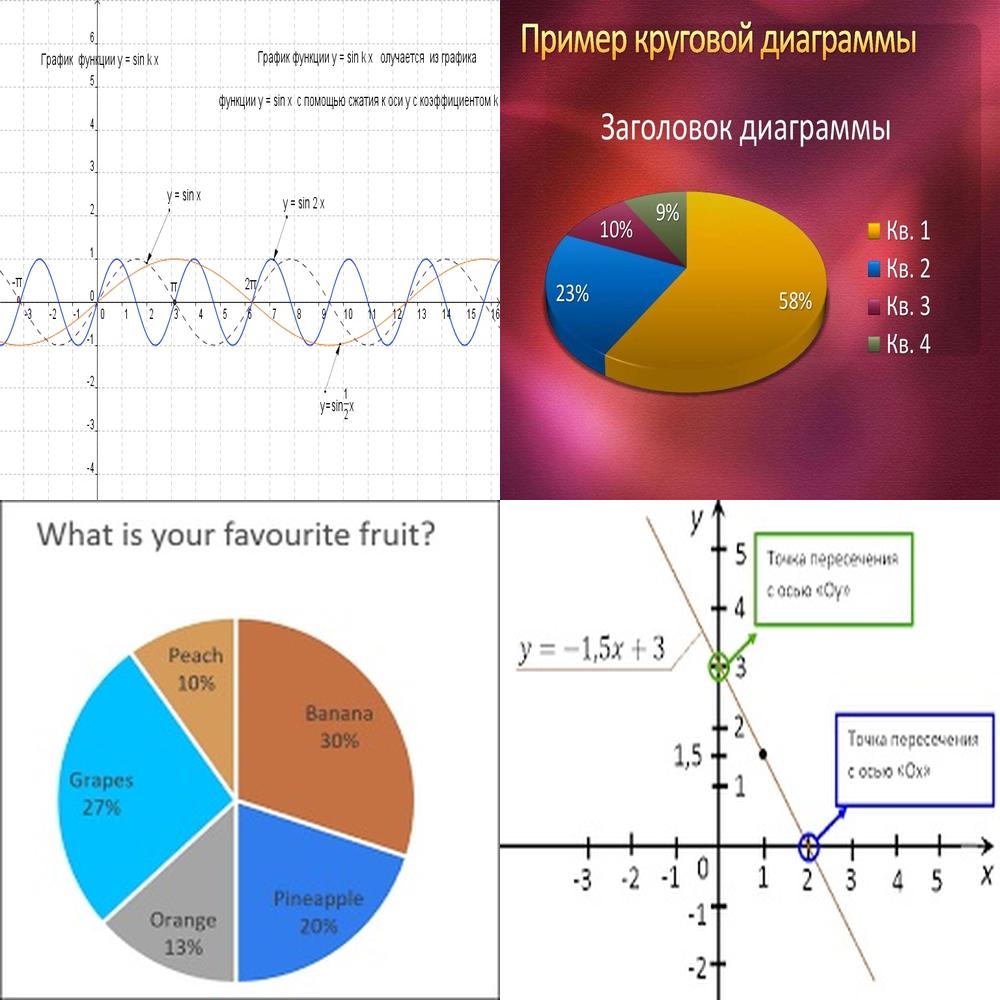 График функции y = sin k x
График функции y = sin k x олучается из графика
функции y = sin x с помощью сжатия к оси y с коэффициентом k
6
5
4
3
2
1
0
-1
-2
-3
-4
y = sin x
y = sin 2 x
y=sin 1/2 x
-π
π
2π
-3 -2 -1 0 1 2 3 4 5 6 7 8 9 10 11 12 13 14 15 16
Пример круговой диаграммы
Заголовок диаграммы
9%
10%
23%
58%
Кв. 1
Кв. 2
Кв. 3
Кв. 4
What is your favourite fruit?
Peach
10%
Banana
30%
Grapes
27%
Pineapple
20%
Orange
13%
y
5
4
3
2
1,5
1
Точка пересечения
с осью «Oy»
y = −1,5x + 3
Точка пересечения
с осью «Ox»
-3 -2 -1 0 1 2 3 4 5 x
-1
-2